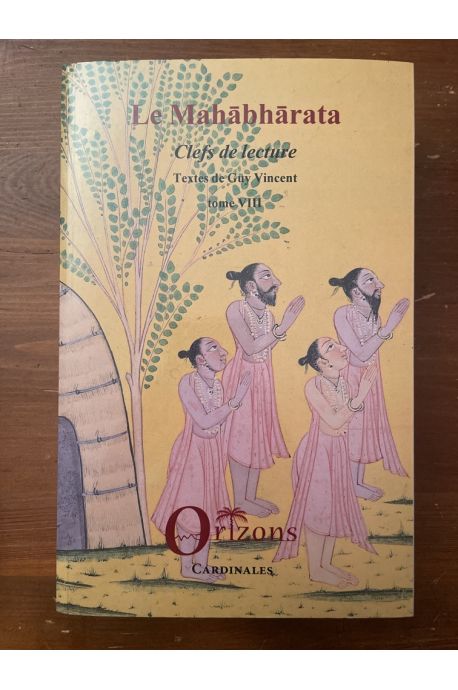 Le Mahābhārata
Clefs de lecture
Textes de Guy Vincent
tome VIII
Orizons
CARDINALES